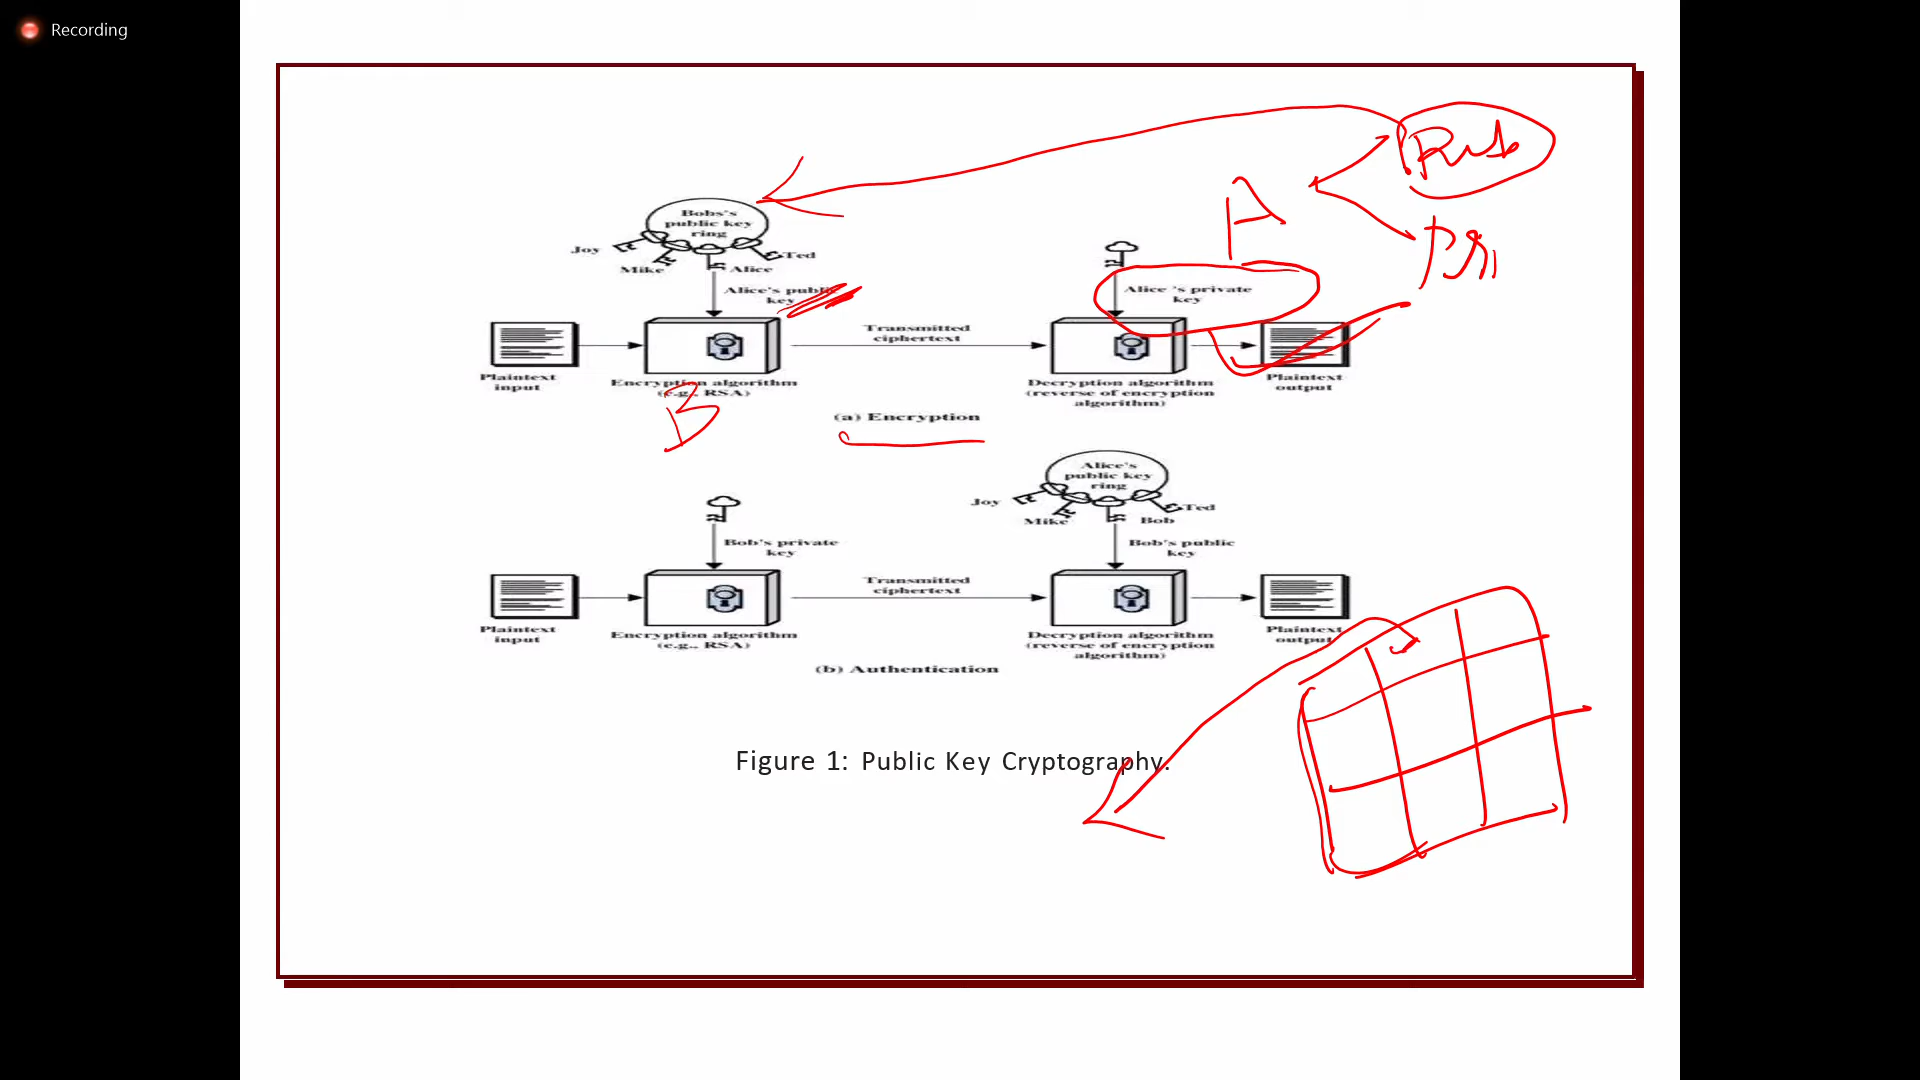 Recording
Pub
A
Pri
Bobs's
public key
ring
Joy
Ted
Mike
Alice
Alice's public
key
Alice 's private
key
Transmitted
ciphertext
Plaintext
input
Encryption algorithm
(e.g., RSA)
Decryption algorithm
(reverse of encryption
algorithm)
Plaintext
output
B
(a) Encryption
Alice's
public key
ring
Joy
Ted
Mike
Bob
Bob's private
key
Bob's public
key
Transmitted
ciphertext
Plaintext
input
Encryption algorithm
(e.g., RSA)
Decryption algorithm
(reverse of encryption
algorithm)
Plaintext
output
(b) Authentication
Figure 1: Public Key Cryptography.